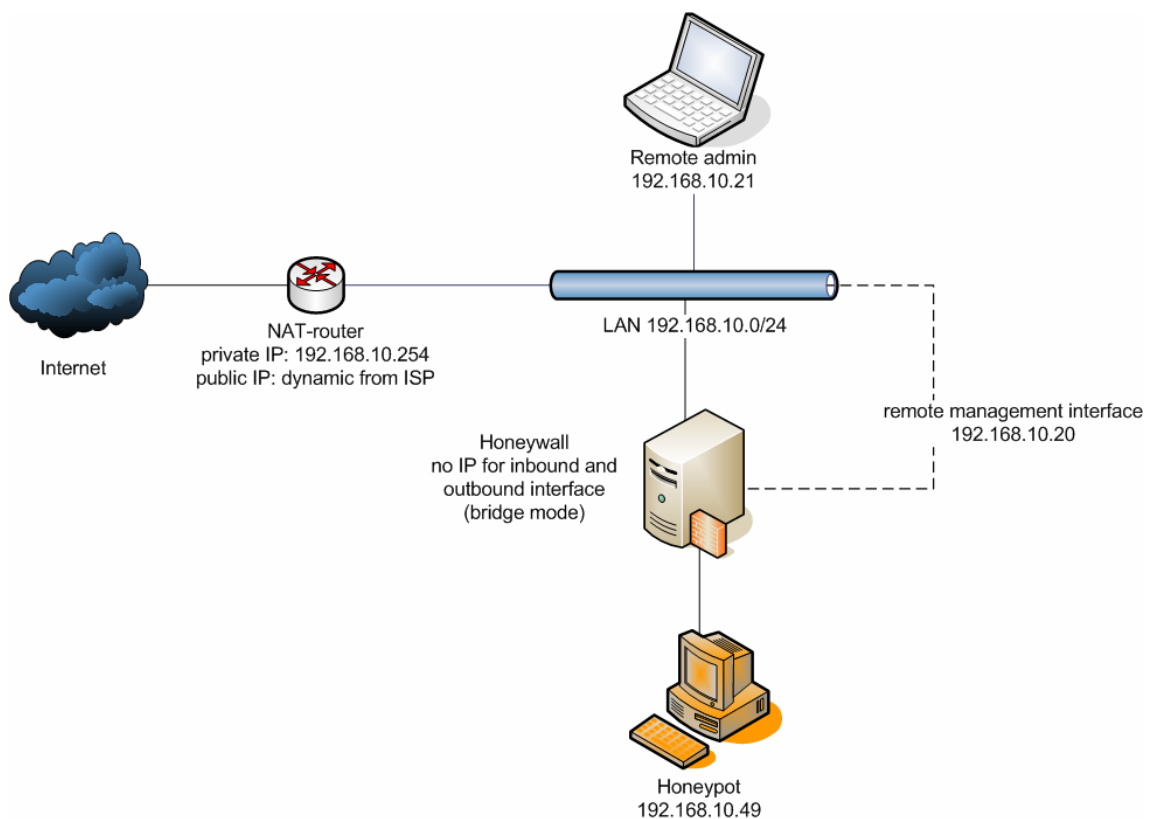 Remote admin
192.168.10.21
Internet
NAT-router
private IP: 192.168.10.254
public IP: dynamic from ISP
LAN 192.168.10.0/24
remote management interface
192.168.10.20
Honeywall
no IP for inbound and
outbound interface
(bridge mode)
Honeypot
192.168.10.49